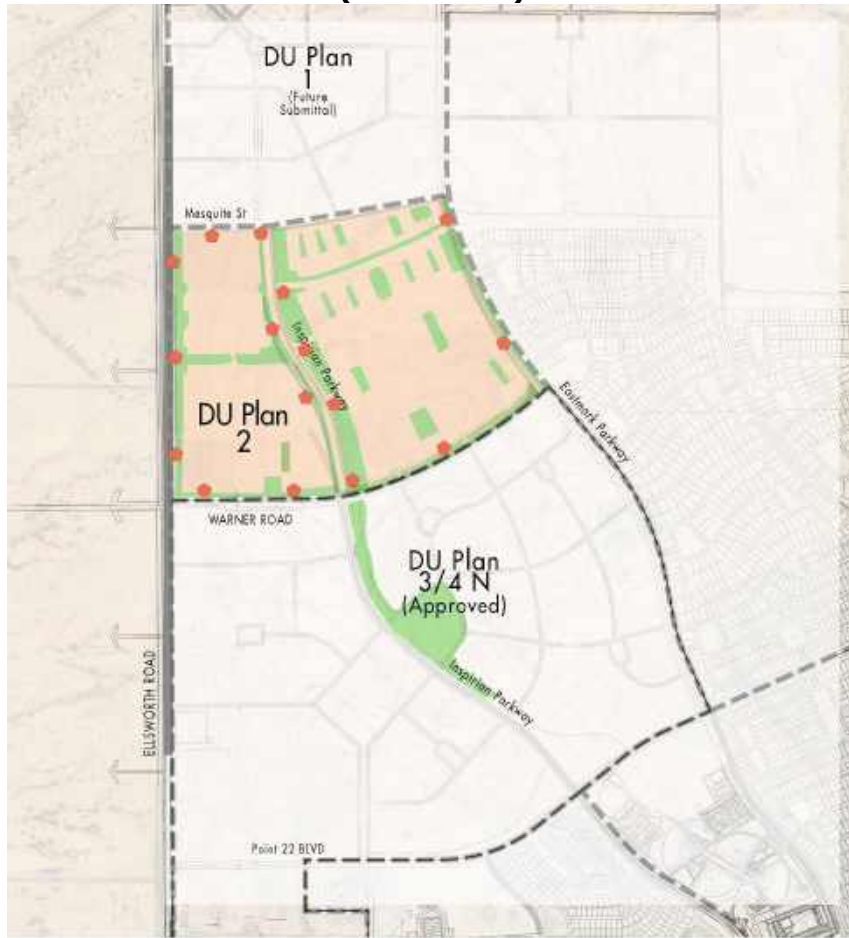 DU Plan
1
(Future
Submittal)
Mesquite St
Inspirian Parkway
DU Plan
2
Eastmark Parkway
WARNER ROAD
DU Plan
3/4 N
(Approved)
Inspirian Parkway
ELLSWORTH ROAD
Point 22 BLVD